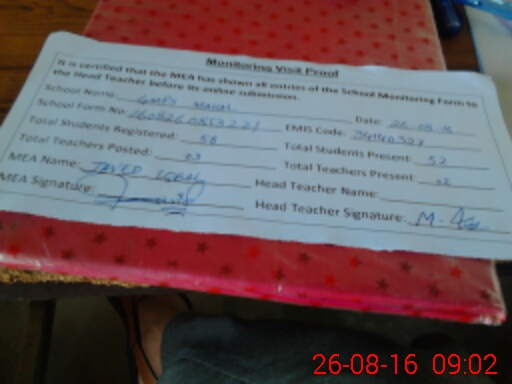 Monitoring Visit Proof
It is certified that the MEA has shown all entries of the School Monitoring Form to
the Head Teacher before its online submission.
School Name: GMPS Date: 26-08-16
School Form No: EMIS Code:
Total Students Registered: 58 Total Students Present: 52
Total Teachers Posted: 03 Total Teachers Present: 02
MEA Name: JAVED IQBAL Head Teacher Name:
MEA Signature: Head Teacher Signature:
26-08-16 09:02